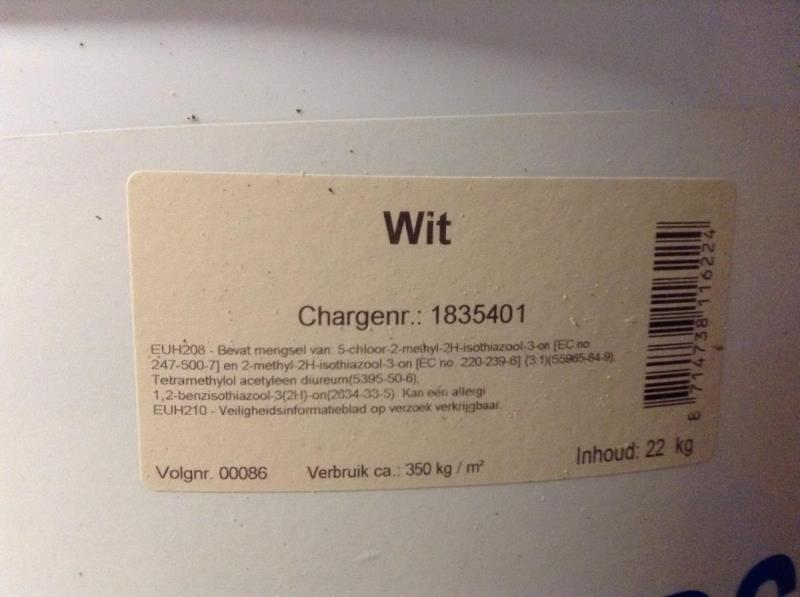 Wit
Chargenr.: 1835401
EUH208 - Bevat mengsel van: 5-chloor-2-methyl-2H-isothiazool-3-on [EC no.
247-500-7] en 2-methyl-2H-isothiazool-3-on [EC no. 220-239-6] (3:1)(55965-84-9),
Tetramethylol acetyleen diureum(5395-50-6),
1,2-benzisothiazool-3(2H)-on(2634-33-5). Kan een allergi
EUH210 - Veiligheidsinformatieblad op verzoek verkrijgbaar.
Volgnr. 00086
Verbruik ca.: 350 kg / m²
Inhoud: 22 kg
8 714738 116224